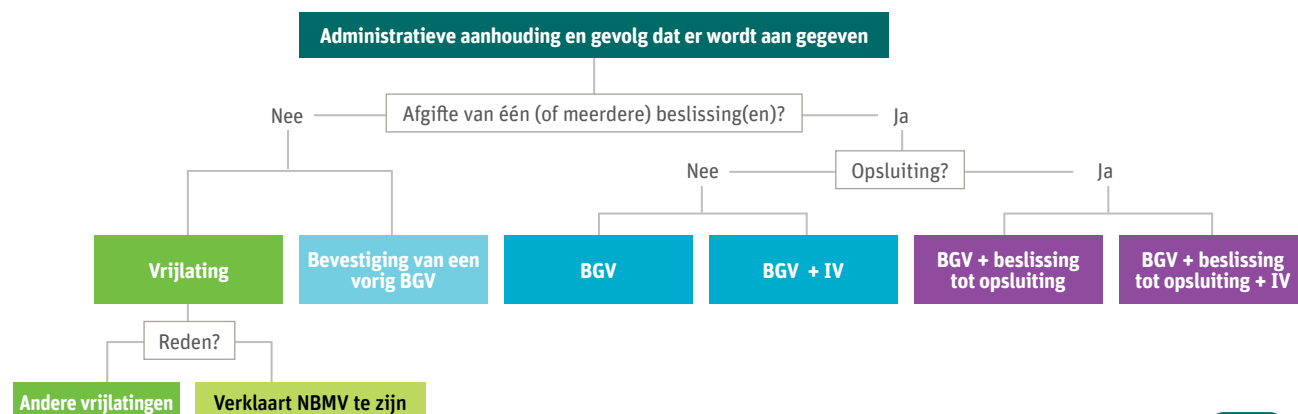 Administratieve aanhouding en gevolg dat er wordt aan gegeven
Nee
Afgifte van één (of meerdere) beslissing(en)?
Ja
Nee
Opsluiting?
Ja
Vrijlating
Bevestiging van een
vorig BGV
BGV
BGV + IV
BGV + beslissing
tot opsluiting
BGV + beslissing
tot opsluiting + IV
Reden?
Andere vrijlatingen
Verklaart NBMV te zijn